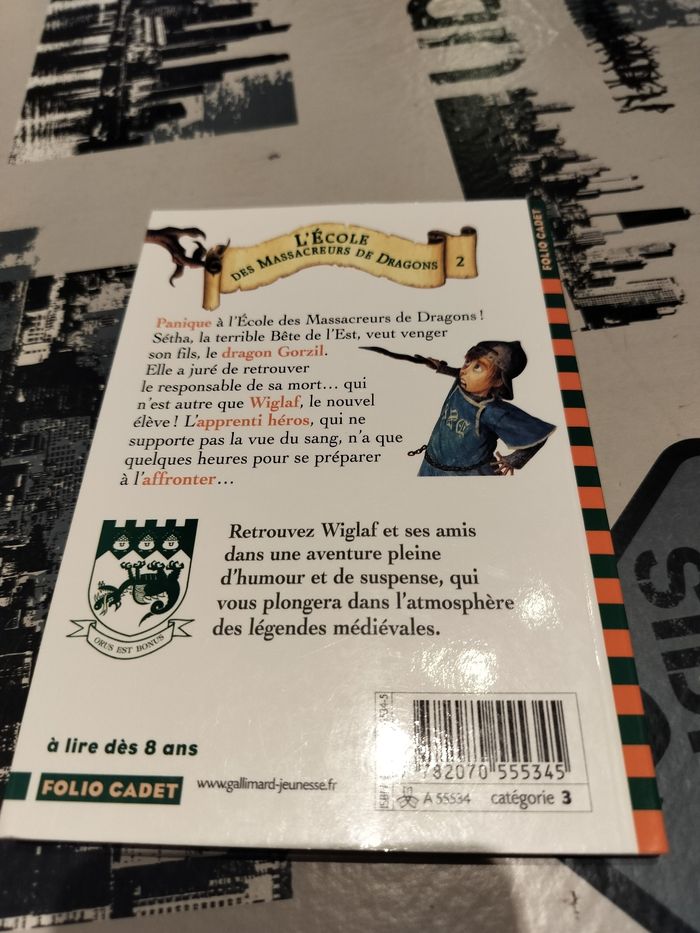 FOLIO CADET
L'ÉCOLE
DES MASSACREURS DE DRAGONS
2
Panique à l'École des Massacreurs de Dragons !
Sétha, la terrible Bête de l'Est, veut venger
son fils, le dragon Gorzil.
Elle a juré de retrouver
le responsable de sa mort... qui
n'est autre que Wiglaf, le nouvel
élève ! L'apprenti héros, qui ne
supporte pas la vue du sang, n'a que
quelques heures pour se préparer
à l'affronter...
Retrouvez Wiglaf et ses amis
dans une aventure pleine
d'humour et de suspense, qui
vous plongera dans l'atmosphère
des légendes médiévales.
ORUS EST BONUS
à lire dès 8 ans
FOLIO CADET
www.gallimard-jeunesse.fr
782070 555345
A 55534 catégorie 3